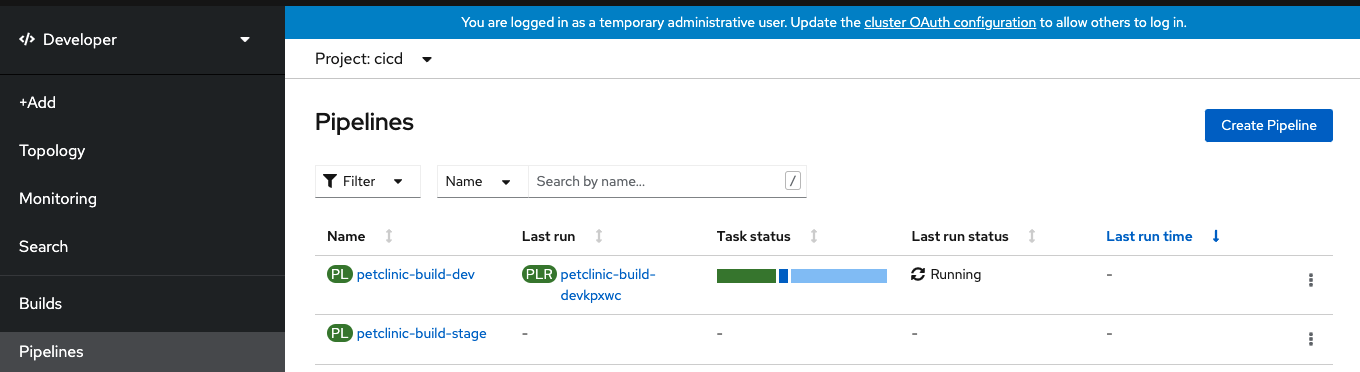 You are logged in as a temporary administrative user. Update the cluster OAuth configuration to allow others to log in.
</> Developer
Project: cicd
+Add
Topology
Monitoring
Search
Builds
Pipelines
Pipelines
Create Pipeline
Filter
Name
Search by name...
/
Name Last run Task status Last run status Last run time
PL petclinic-build-dev PLR petclinic-build- Running -
devkpxwc
PL petclinic-build-stage - - - -